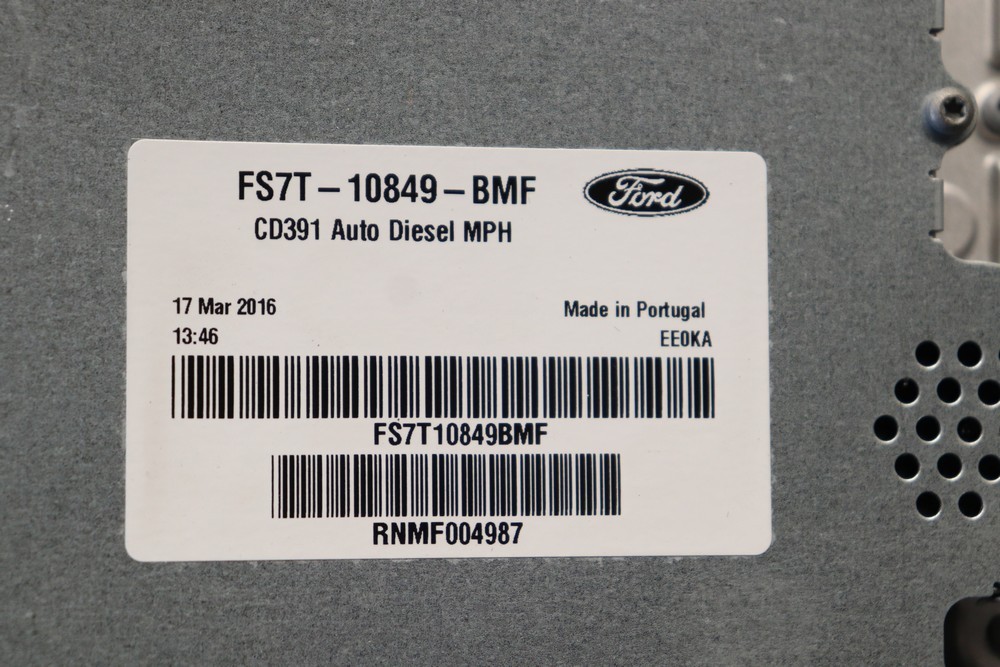 FS7T-10849-BMF
Ford
CD391 Auto Diesel MPH
17 Mar 2016
Made in Portugal
13:46
EE0KA
FS7T10849BMF
RNMF004987